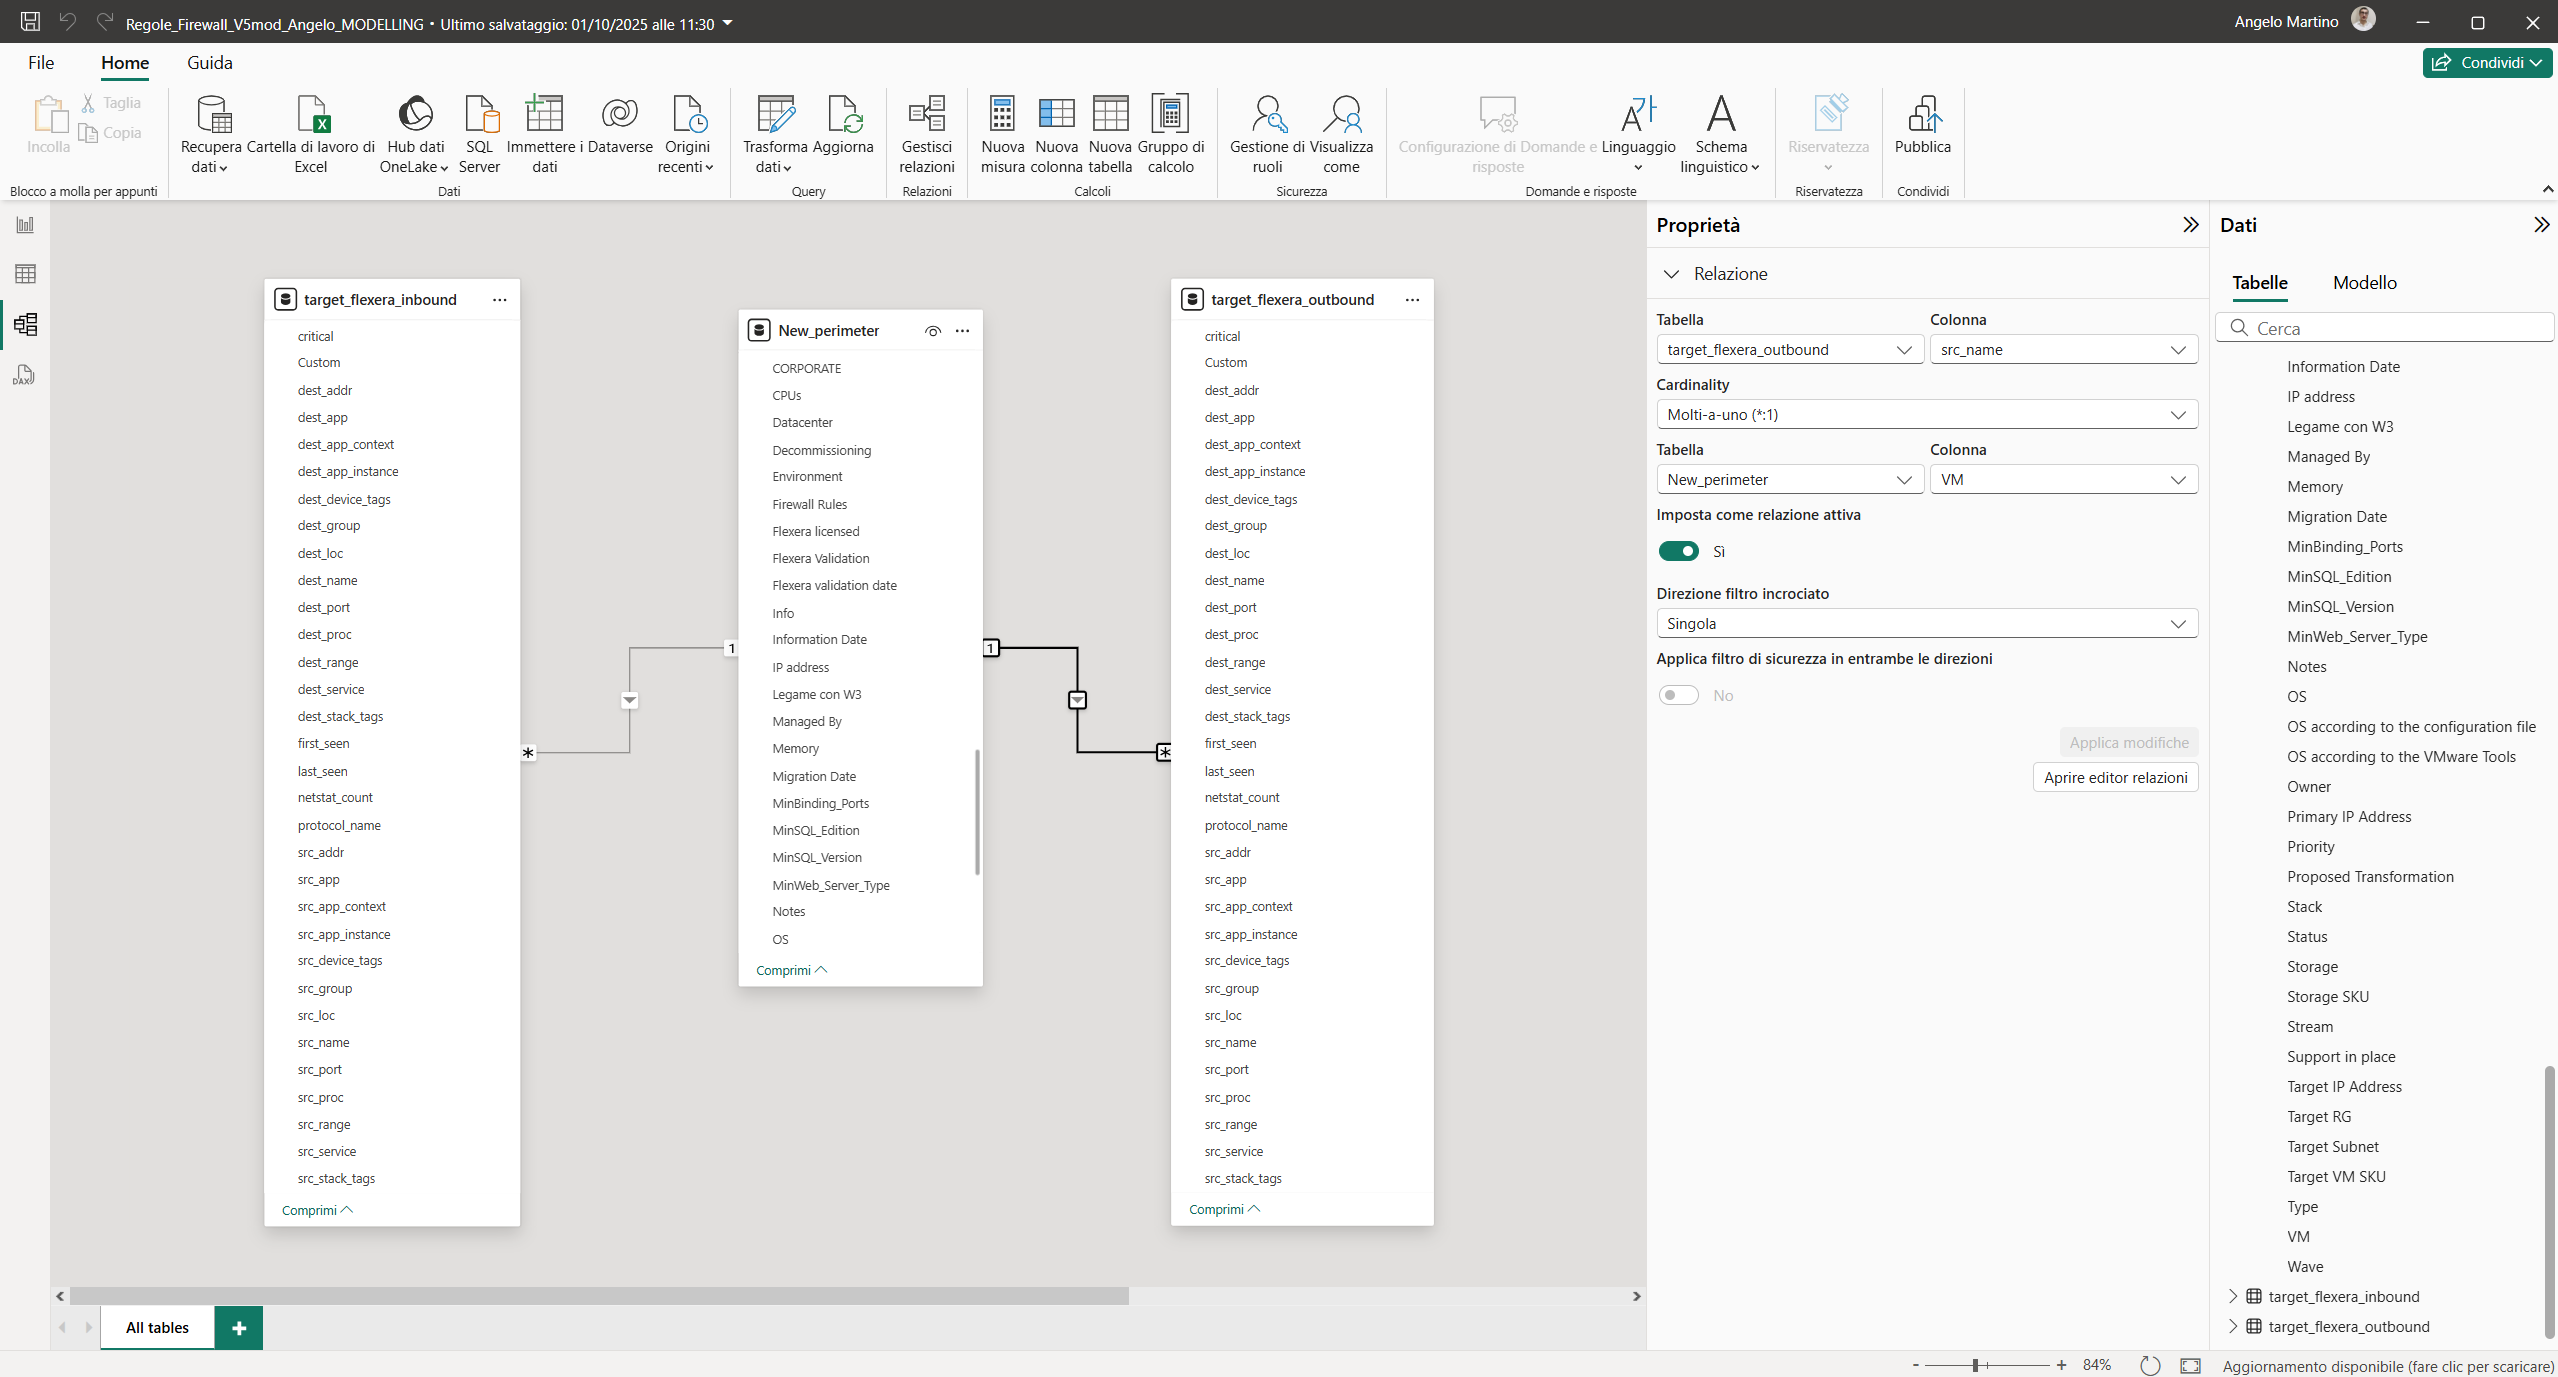 Regole_Firewall_V5mod_Angelo_MODELLING • Ultimo salvataggio: 01/10/2025 alle 11:30
Angelo Martino
File
Home
Guida
Condividi
Incolla
Taglia
Copia
Blocco a molla per appunti
Recupera dati
Cartella di lavoro di Excel
Hub dati OneLake
SQL Server
Immettere i dati
Dataverse
Origini recenti
Dati
Trasforma dati
Aggiorna
Query
Gestisci relazioni
Relazioni
Nuova misura
Nuova colonna
Nuova tabella
Gruppo di calcolo
Calcoli
Gestione di ruoli
Visualizza come
Sicurezza
Configurazione di Domande e risposte
Linguaggio
Schema linguistico
Domande e risposte
Riservatezza
Riservatezza
Pubblica
Condividi
DAX
target_flexera_inbound
critical
Custom
dest_addr
dest_app
dest_app_context
dest_app_instance
dest_device_tags
dest_group
dest_loc
dest_name
dest_port
dest_proc
dest_range
dest_service
dest_stack_tags
first_seen
last_seen
netstat_count
protocol_name
src_addr
src_app
src_app_context
src_app_instance
src_device_tags
src_group
src_loc
src_name
src_port
src_proc
src_range
src_service
src_stack_tags
Comprimi
*
1
New_perimeter
CORPORATE
CPUs
Datacenter
Decommissioning
Environment
Firewall Rules
Flexera licensed
Flexera Validation
Flexera validation date
Info
Information Date
IP address
Legame con W3
Managed By
Memory
Migration Date
MinBinding_Ports
MinSQL_Edition
MinSQL_Version
MinWeb_Server_Type
Notes
OS
Comprimi
1
*
target_flexera_outbound
critical
Custom
dest_addr
dest_app
dest_app_context
dest_app_instance
dest_device_tags
dest_group
dest_loc
dest_name
dest_port
dest_proc
dest_range
dest_service
dest_stack_tags
first_seen
last_seen
netstat_count
protocol_name
src_addr
src_app
src_app_context
src_app_instance
src_device_tags
src_group
src_loc
src_name
src_port
src_proc
src_range
src_service
src_stack_tags
Comprimi
All tables
Proprietà
Relazione
Tabella
Colonna
target_flexera_outbound
src_name
Cardinality
Molti-a-uno (*:1)
Tabella
Colonna
New_perimeter
VM
Imposta come relazione attiva
Sì
Direzione filtro incrociato
Singola
Applica filtro di sicurezza in entrambe le direzioni
No
Applica modifiche
Aprire editor relazioni
Dati
Tabelle
Modello
Cerca
Information Date
IP address
Legame con W3
Managed By
Memory
Migration Date
MinBinding_Ports
MinSQL_Edition
MinSQL_Version
MinWeb_Server_Type
Notes
OS
OS according to the configuration file
OS according to the VMware Tools
Owner
Primary IP Address
Priority
Proposed Transformation
Stack
Status
Storage
Storage SKU
Stream
Support in place
Target IP Address
Target RG
Target Subnet
Target VM SKU
Type
VM
Wave
target_flexera_inbound
target_flexera_outbound
84%
Aggiornamento disponibile (fare clic per scaricare)